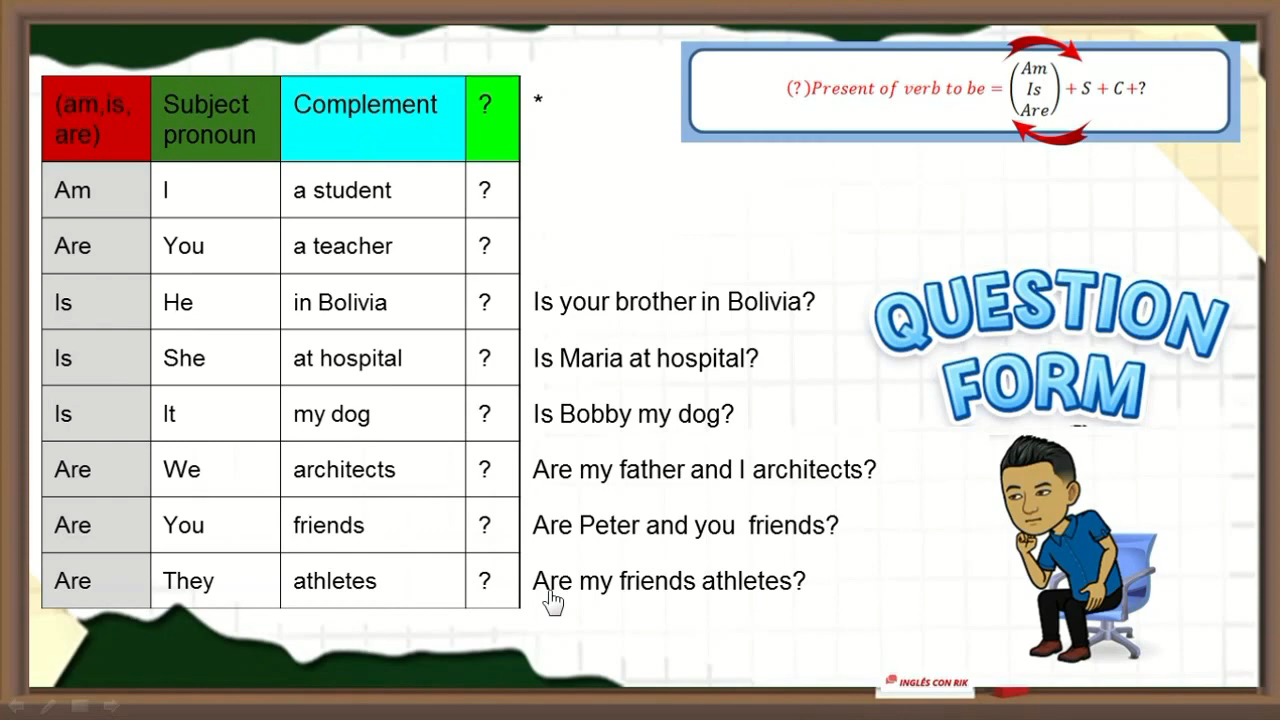 (?)Present of verb to be = (Am Is Are) + S + C +?
(am,is, are) Subject pronoun Complement ? *
Am I a student ?
Are You a teacher ?
Is He in Bolivia ? Is your brother in Bolivia?
Is She at hospital ? Is Maria at hospital?
Is It my dog ? Is Bobby my dog?
Are We architects ? Are my father and I architects?
Are You friends ? Are Peter and you friends?
Are They athletes ? Are my friends athletes?
QUESTION
FORM
INGLÉS CON RIK